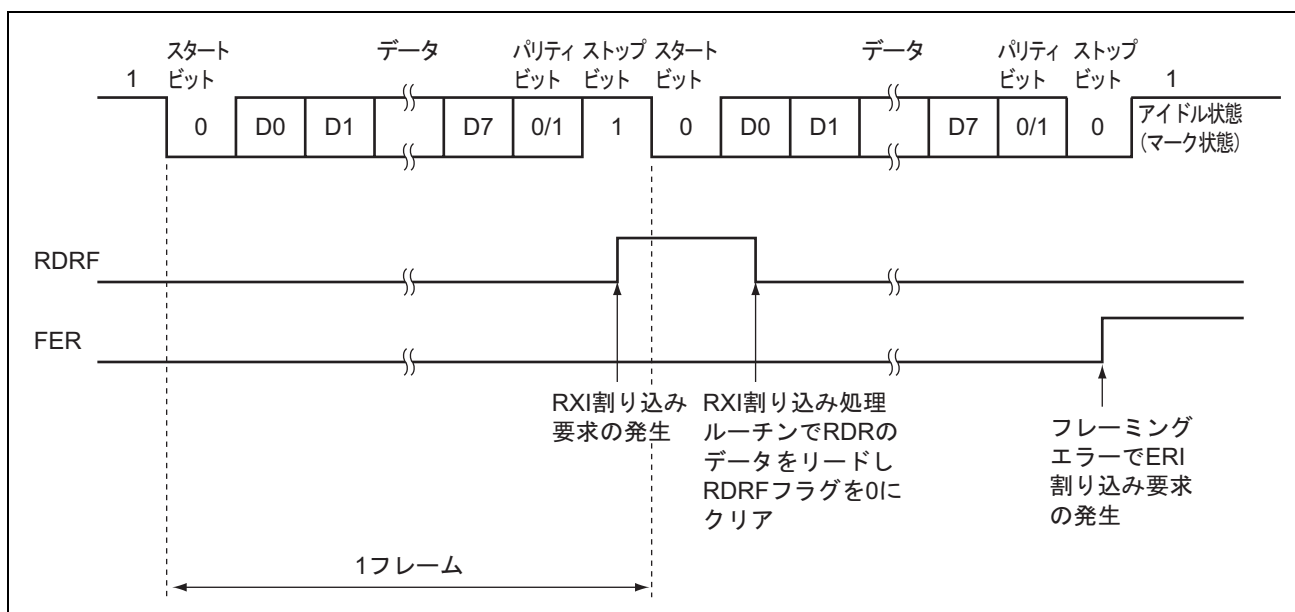 スタート
ビット
データ
パリティ
ビット
ストップ
ビット
スタート
ビット
データ
パリティ
ビット
ストップ
ビット
1
1
0
D0
D1
D7
0/1
1
0
D0
D1
D7
0/1
0
アイドル状態
(マーク状態)
RDRF
FER
RXI割り込み
要求の発生
RXI割り込み処理
ルーチンでRDRの
データをリードし
RDRFフラグを0に
クリア
フレーミング
エラーでERI
割り込み要求
の発生
1フレーム